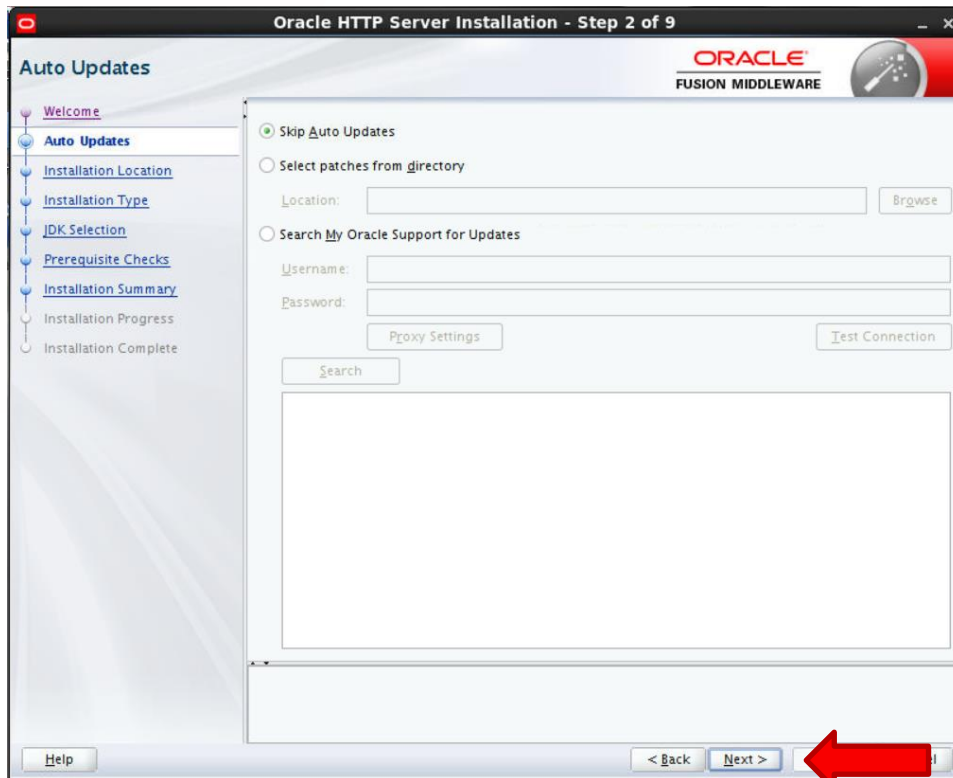 Oracle HTTP Server Installation - Step 2 of 9
Auto Updates
ORACLE
FUSION MIDDLEWARE
Welcome
Auto Updates
Installation Location
Installation Type
JDK Selection
Prerequisite Checks
Installation Summary
Installation Progress
Installation Complete
Skip Auto Updates
Select patches from directory
Location:
Browse
Search My Oracle Support for Updates
Username:
Password:
Proxy Settings
Test Connection
Search
Help
< Back
Next >